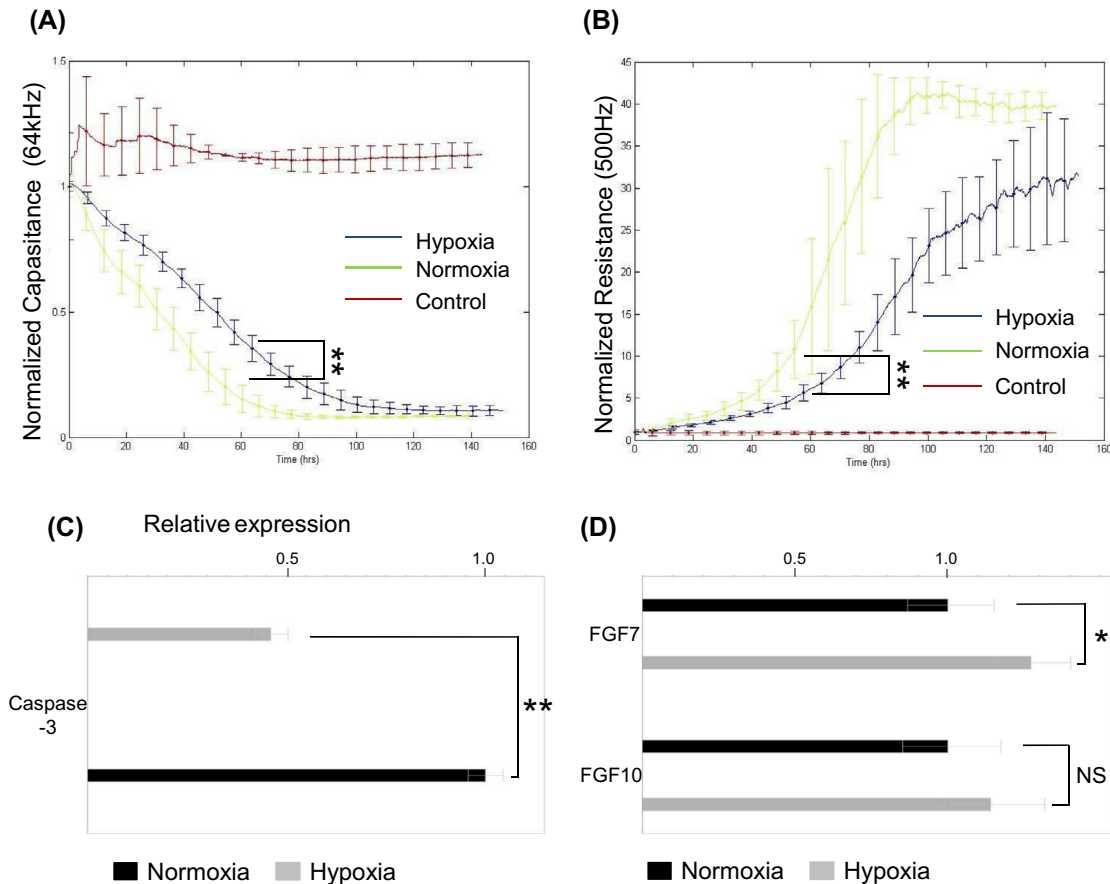 (A)
Normalized Capasitance (64kHz)
1.5
1
0.5
0
0 20 40 60 80 100 120 140 160
Time (hrs)
Hypoxia
Normoxia
Control
**
(B)
Normalized Resistance (500Hz)
45
40
35
30
25
20
15
10
5
0
0 20 40 60 80 100 120 140 160
Time (hrs)
Hypoxia
Normoxia
Control
**
(C)
Relative expression
0.5 1.0
Caspase
-3
**
Normoxia Hypoxia
(D)
0.5 1.0
FGF7
*
FGF10
NS
Normoxia Hypoxia